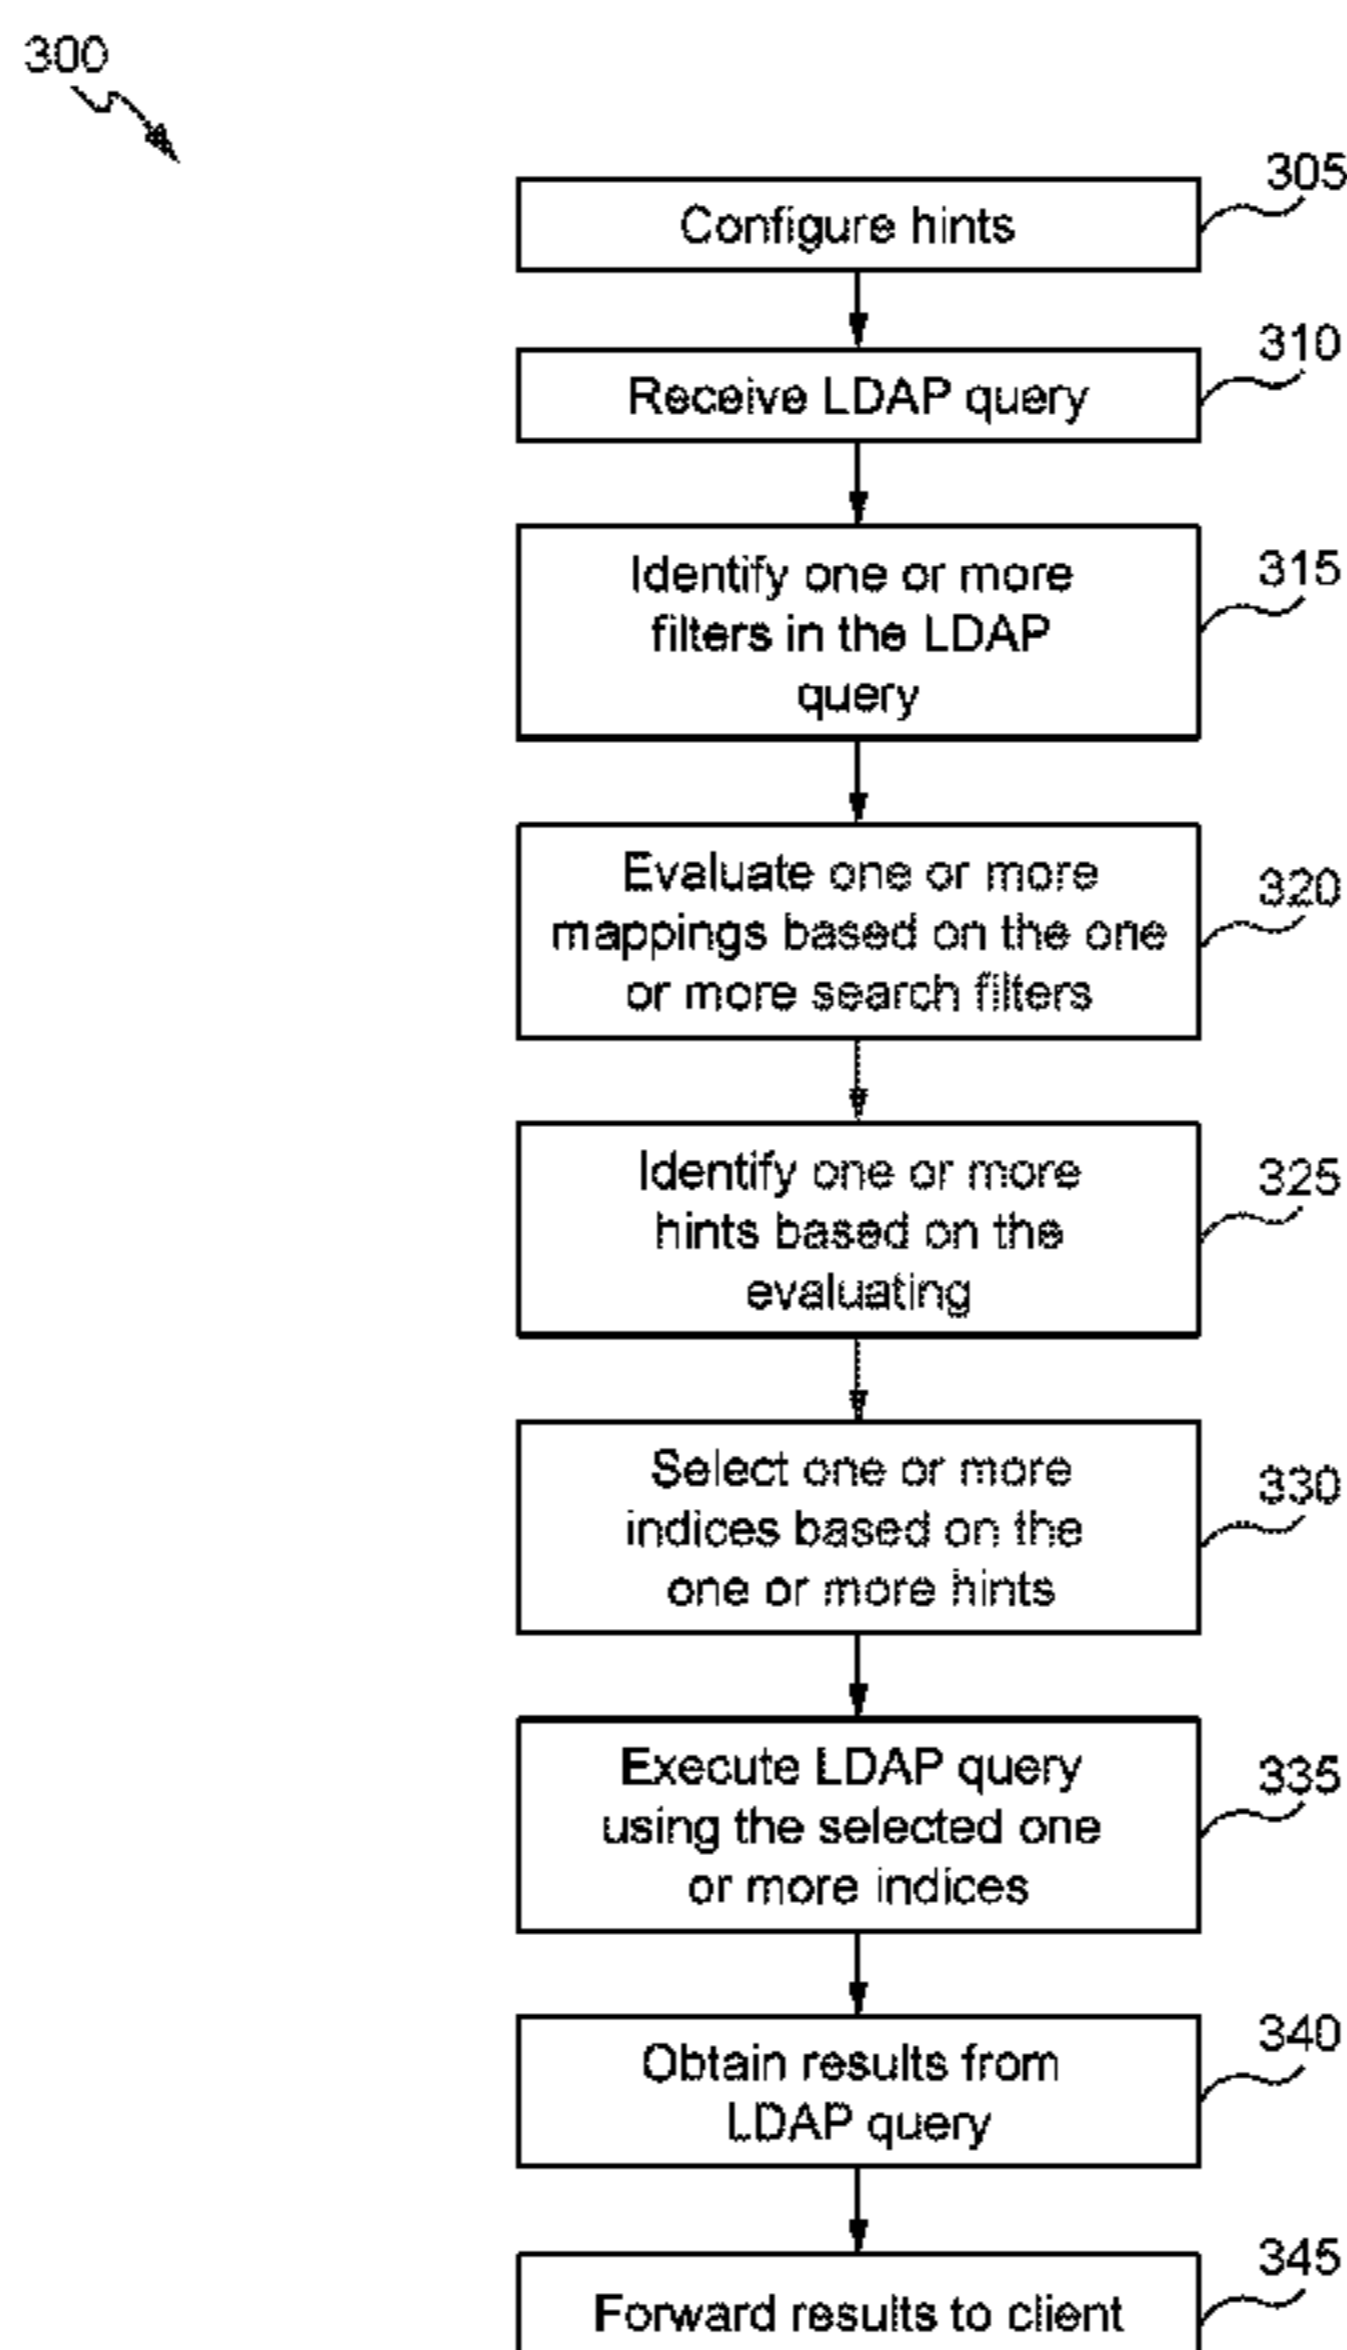 300
305
Configure hints
310
Receive LDAP query
315
Identify one or more
filters in the LDAP
query
320
Evaluate one or more
mappings based on the one
or more search filters
325
Identify one or more
hints based on the
evaluating
330
Select one or more
indices based on the
one or more hints
335
Execute LDAP query
using the selected one
or more indices
340
Obtain results from
LDAP query
345
Forward results to client